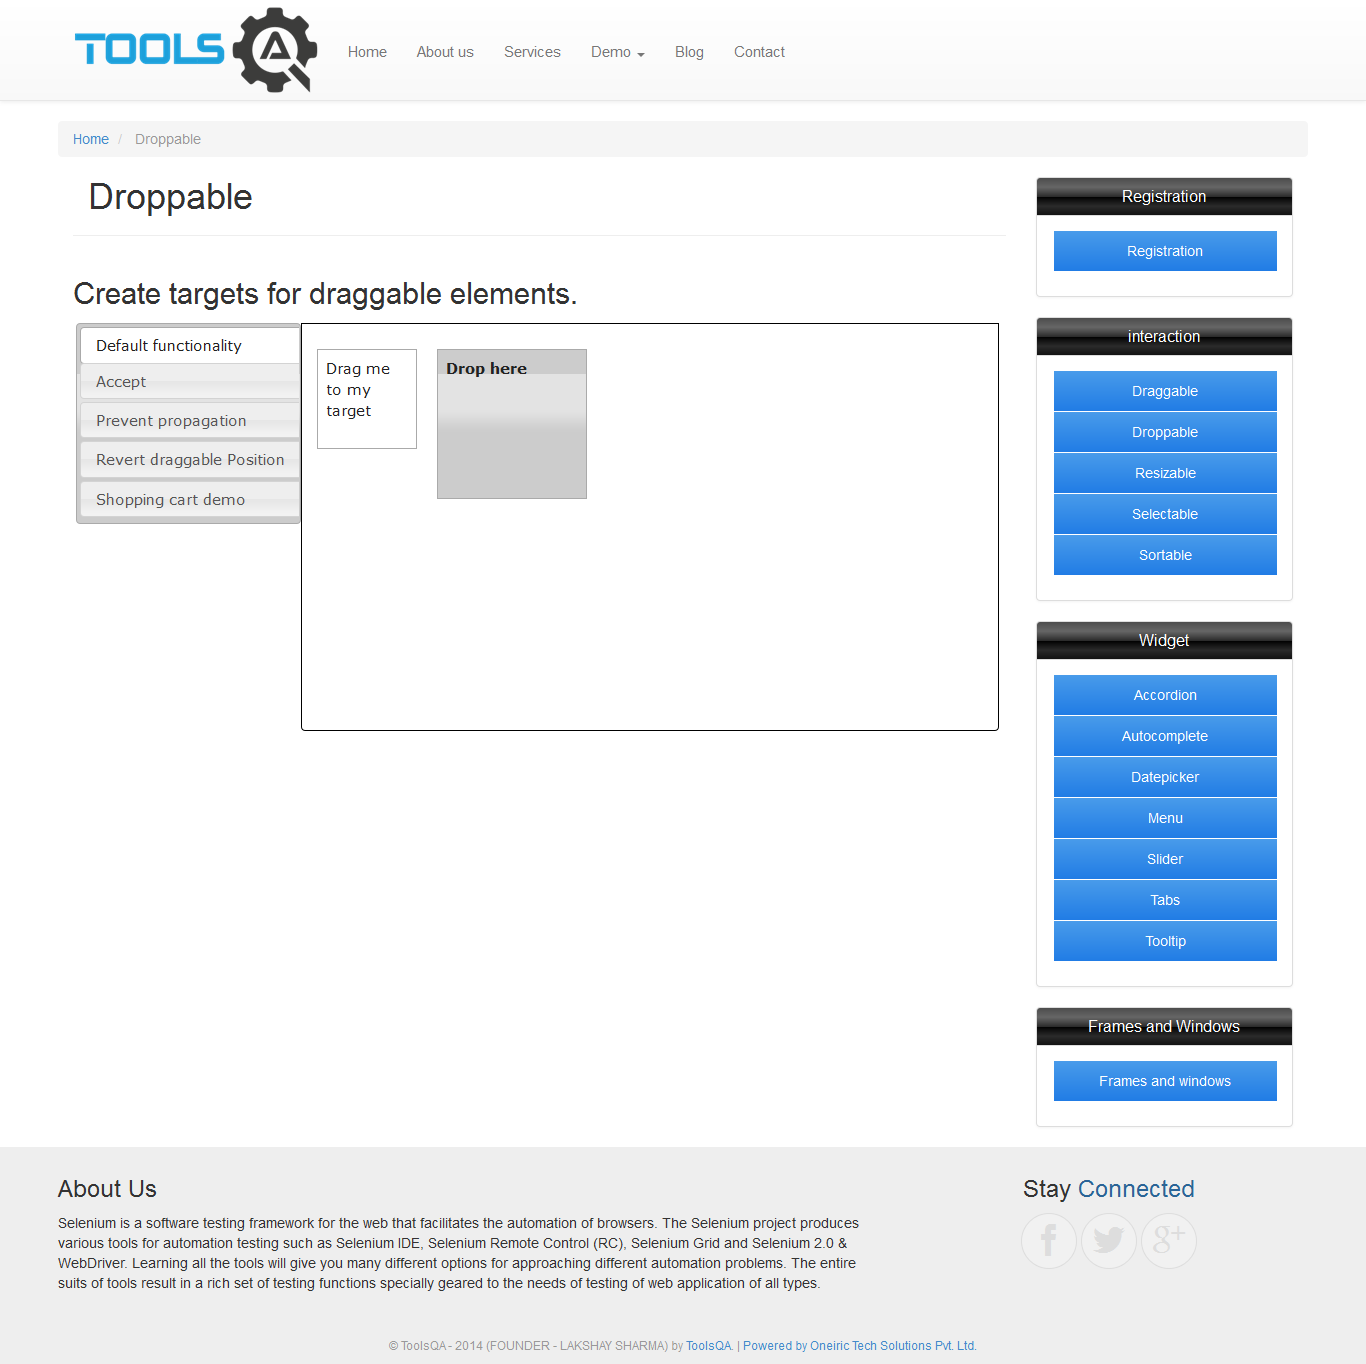 TOOLS QA
Home About us Services Demo Blog Contact
Home / Droppable
Droppable
Create targets for draggable elements.
Default functionality
Accept
Prevent propagation
Revert draggable Position
Shopping cart demo
Drag me
to my
target
Drop here
Registration
Registration
interaction
Draggable
Droppable
Resizable
Selectable
Sortable
Widget
Accordion
Autocomplete
Datepicker
Menu
Slider
Tabs
Tooltip
Frames and Windows
Frames and windows
About Us
Selenium is a software testing framework for the web that facilitates the automation of browsers. The Selenium project produces
various tools for automation testing such as Selenium IDE, Selenium Remote Control (RC), Selenium Grid and Selenium 2.0 &
WebDriver. Learning all the tools will give you many different options for approaching different automation problems. The entire
suits of tools result in a rich set of testing functions specially geared to the needs of testing of web application of all types.
Stay Connected
f g+
© ToolsQA - 2014 (FOUNDER - LAKSHAY SHARMA) by ToolsQA. | Powered by Oneiric Tech Solutions Pvt. Ltd.